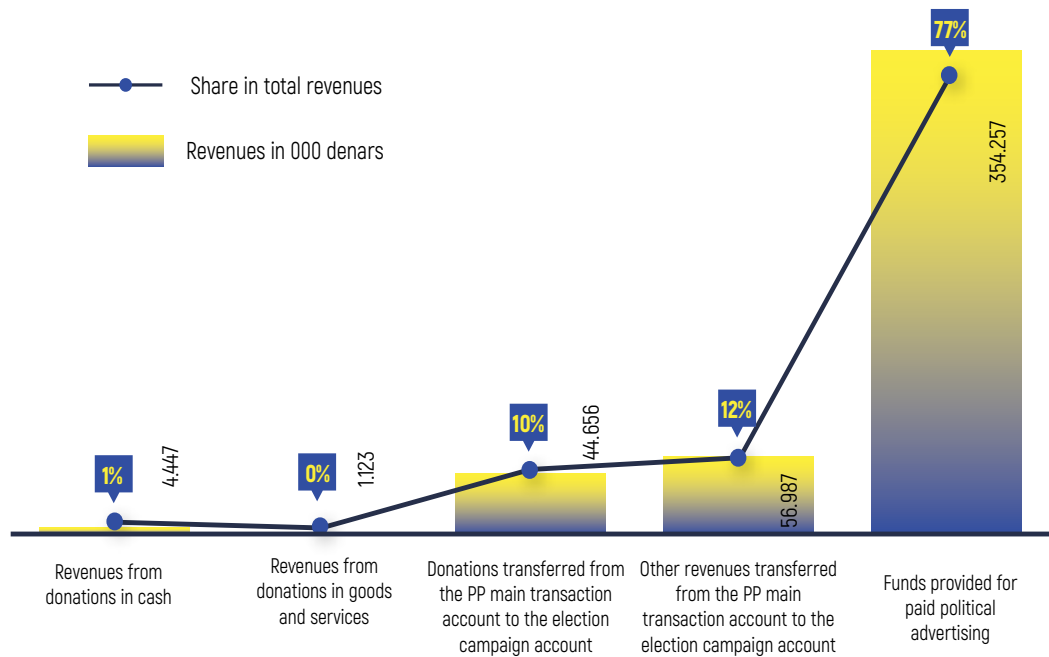 Share in total revenues
Revenues in 000 denars
1%
4.447
0%
1.123
10%
44.656
12%
56.987
77%
354.257
Revenues from
donations in cash
Revenues from
donations in goods
and services
Donations transferred from
the PP main transaction
account to the election
campaign account
Other revenues transferred
from the PP main
transaction account to the
election campaign account
Funds provided for
paid political
advertising